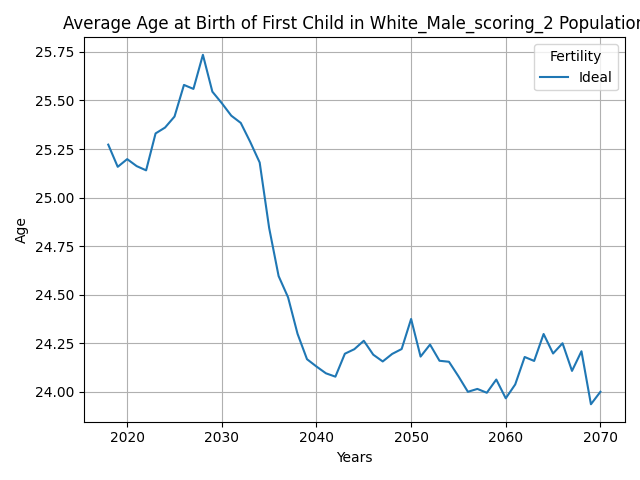 Average Age at Birth of First Child in White_Male_scoring_2 Population
Fertility
Ideal
25.75
25.50
25.25
25.00
24.75
24.50
24.25
24.00
Age
2020 2030 2040 2050 2060 2070
Years